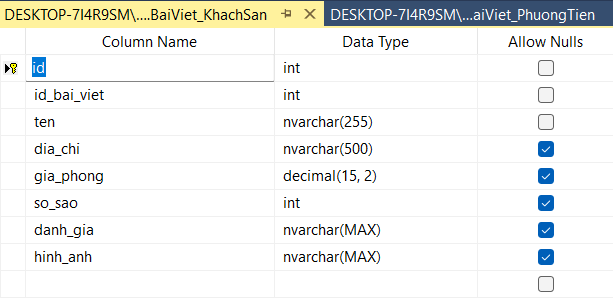 DESKTOP-7I4R9SM\....BaiViet_KhachSan DESKTOP-7I4R9SM\...aiViet_PhuongTien
Column Name Data Type Allow Nulls
id int
id_bai_viet int
ten nvarchar(255)
dia_chi nvarchar(500)
gia_phong decimal(15, 2)
so_sao int
danh_gia nvarchar(MAX)
hinh_anh nvarchar(MAX)